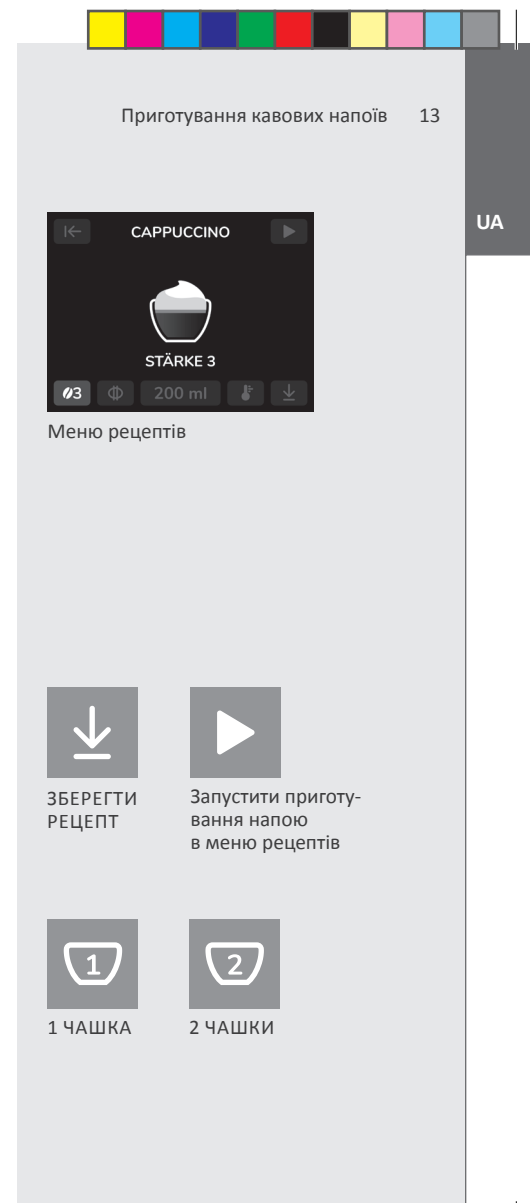 Приготування кавових напоїв 13
UA
CAPPUCCINO
STÄRKE 3
3 200 ml
Меню рецептів
ЗБЕРЕГТИ
РЕЦЕПТ
Запустити приготу-
вання напою
в меню рецептів
1 2
1 ЧАШКА 2 ЧАШКИ